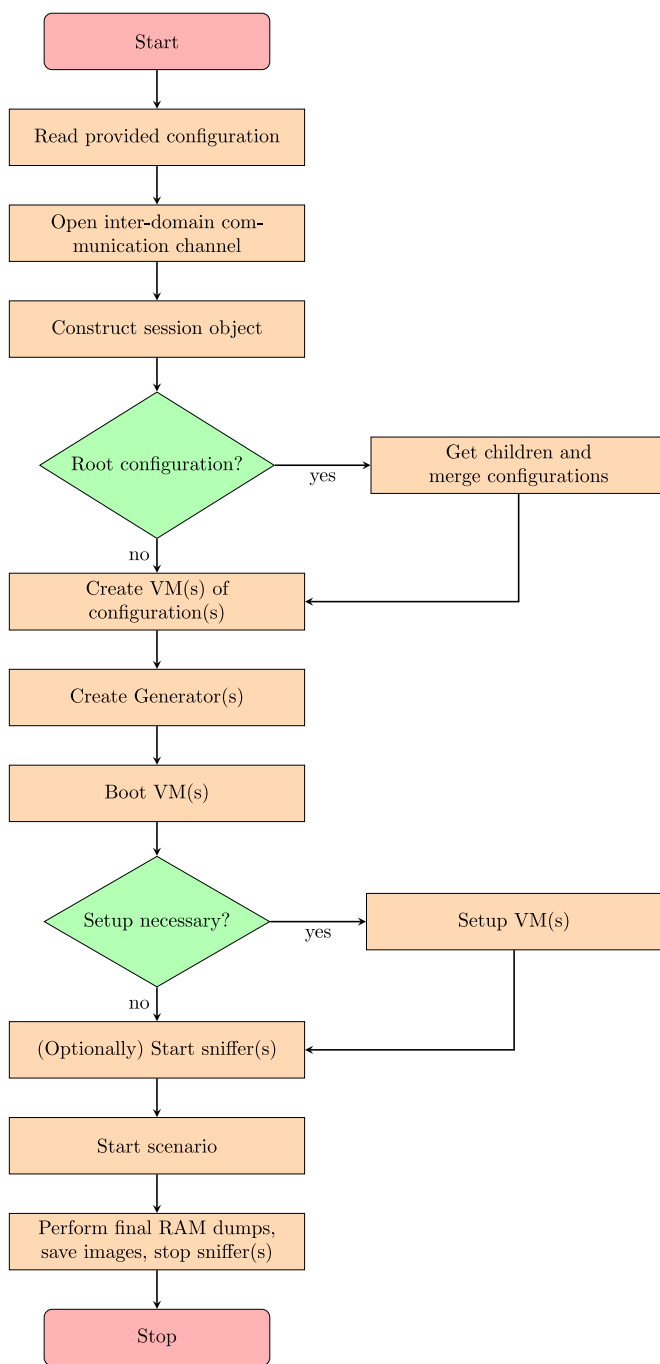 Start
Read provided configuration
Open inter-domain com-
munication channel
Construct session object
Root configuration?
yes
Get children and
merge configurations
no
Create VM(s) of
configuration(s)
Create Generator(s)
Boot VM(s)
Setup necessary?
yes
Setup VM(s)
no
(Optionally) Start sniffer(s)
Start scenario
Perform final RAM dumps,
save images, stop sniffer(s)
Stop